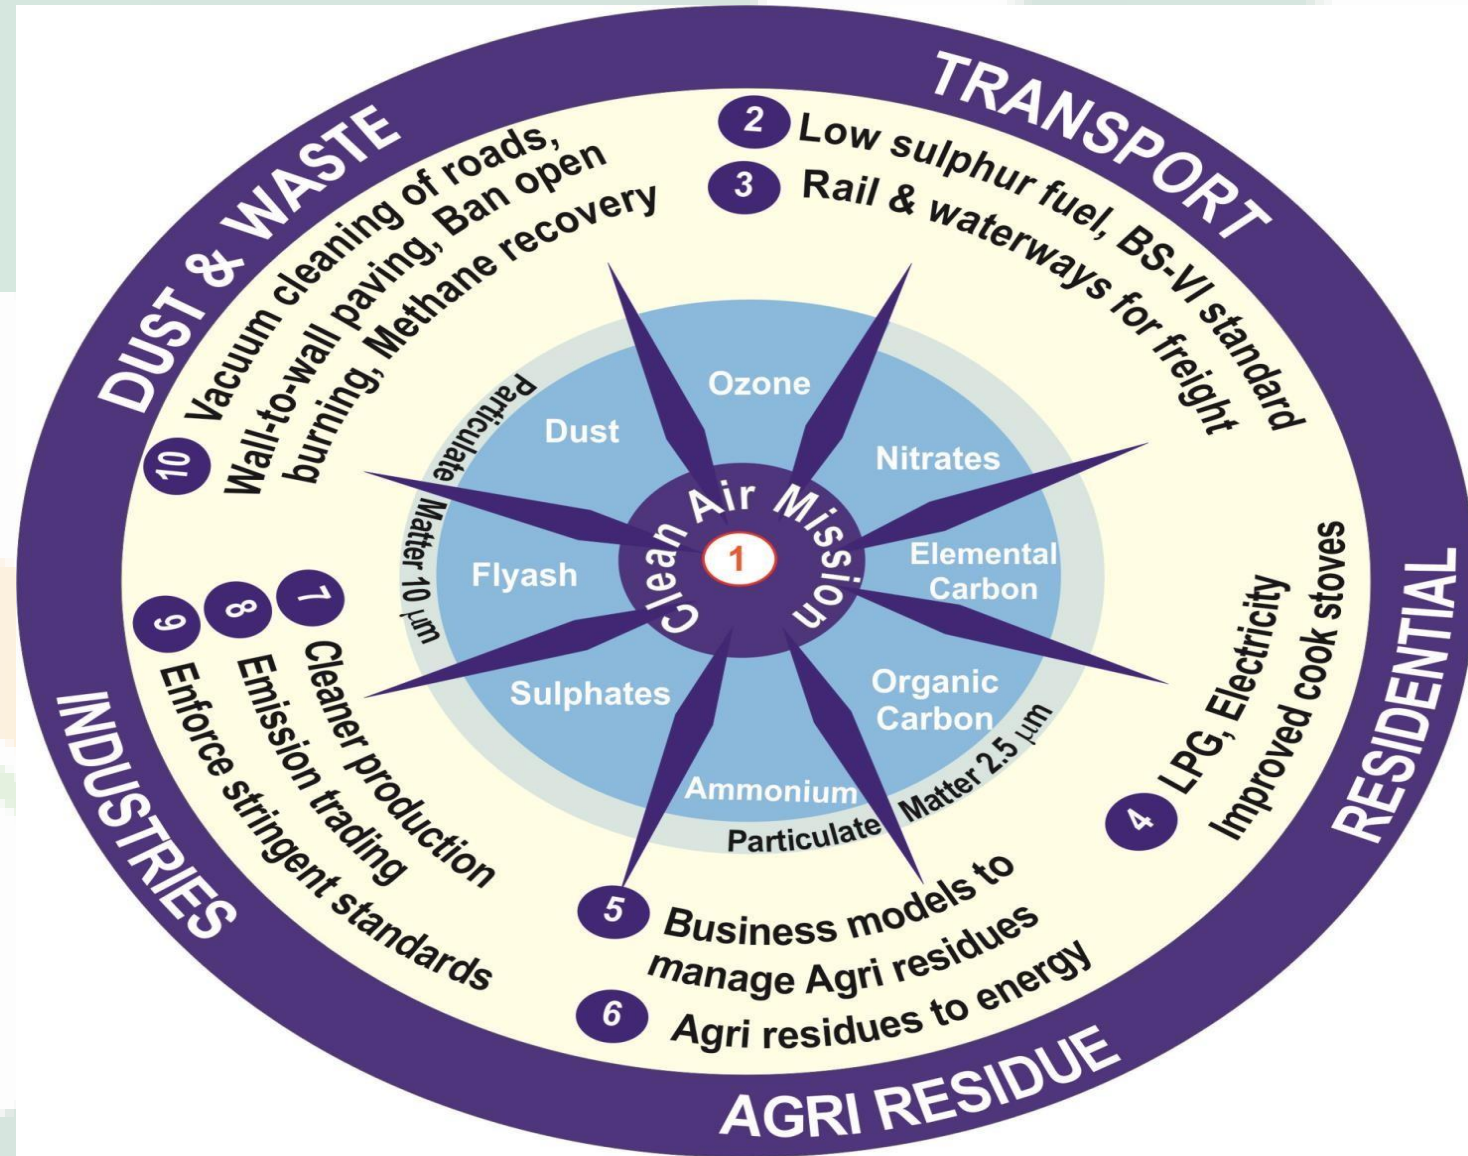 TRANSPORT
2 Low sulphur fuel, BS-VI standard
3 Rail & waterways for freight
RESIDENTIAL
4 LPG, Electricity
Improved cook stoves
AGRI RESIDUE
5 Business models to
manage Agri residues
6 Agri residues to energy
INDUSTRIES
7 Cleaner production
8 Emission trading
9 Enforce stringent standards
DUST & WASTE
10 Vacuum cleaning of roads,
Wall-to-wall paving, Ban open
burning, Methane recovery
Particulate Matter 10 μm
Particulate Matter 2.5 μm
Ozone
Nitrates
Elemental
Carbon
Organic
Carbon
Ammonium
Sulphates
Flyash
Dust
Clean Air Mission
1